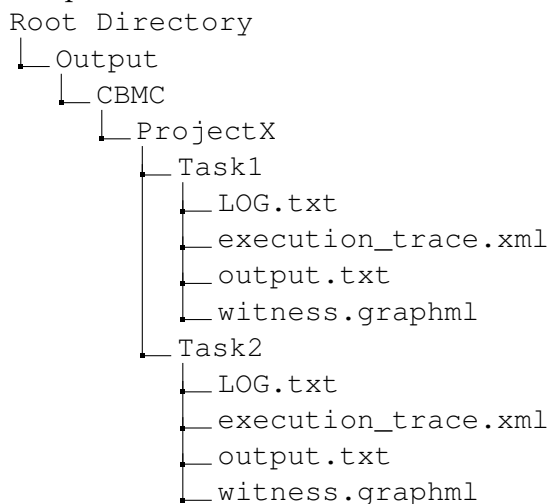 Root Directory
Output
CBMC
ProjectX
Task1
LOG.txt
execution_trace.xml
output.txt
witness.graphml
Task2
LOG.txt
execution_trace.xml
output.txt
witness.graphml